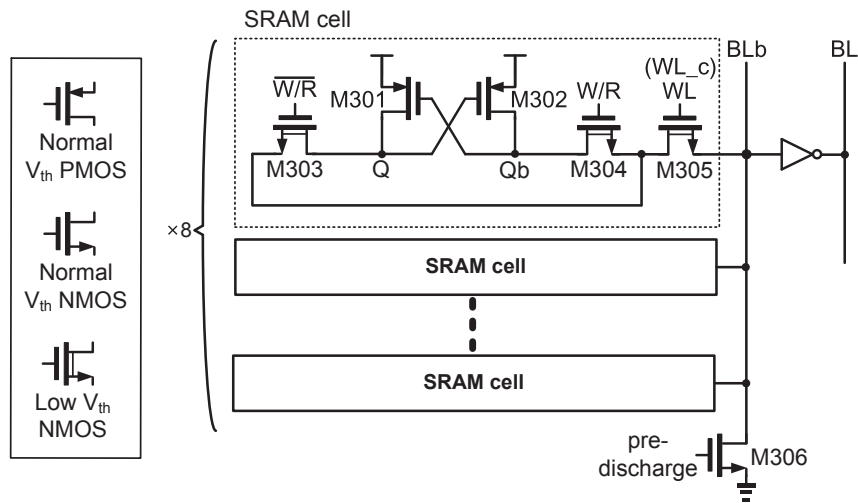 SRAM cell
Normal
Vth PMOS
Normal
Vth NMOS
Low Vth
NMOS
×8
W/R
M301
M302
W/R
(WL_c)
WL
BLb
BL
M303
Q
Qb
M304
M305
SRAM cell
SRAM cell
pre-
discharge
M306